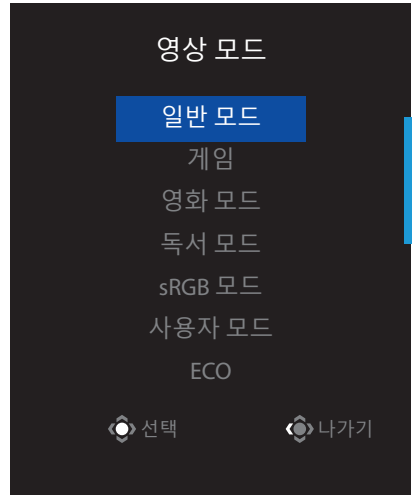 영상 모드
일반 모드
게임
영화 모드
독서 모드
sRGB 모드
사용자 모드
ECO
선택 나가기